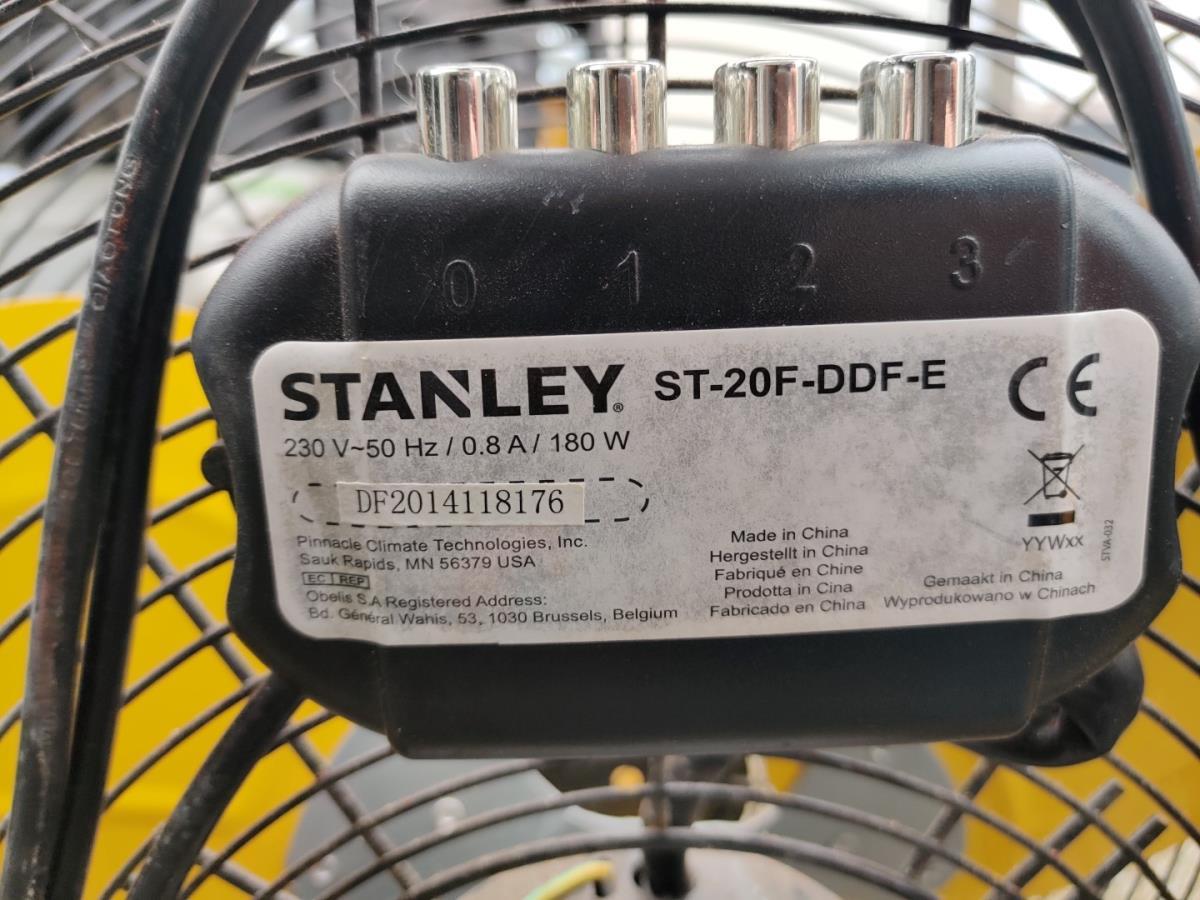 QIAOPONG
0 1 2 3
STANLEY® ST-20F-DDF-E
CE
230 V~50 Hz / 0.8 A / 180 W
DF2014118176
Pinnacle Climate Technologies, Inc.
Sauk Rapids, MN 56379 USA
EC REP
Obelis S.A Registered Address:
Bd. Général Wahis, 53, 1030 Brussels, Belgium
Made in China
Hergestellt in China
Fabriqué en Chine
Prodotta in Cina
Fabricado en China
Gemaakt in China
Wyprodukowano w Chinach
YYWxx
STVA-032